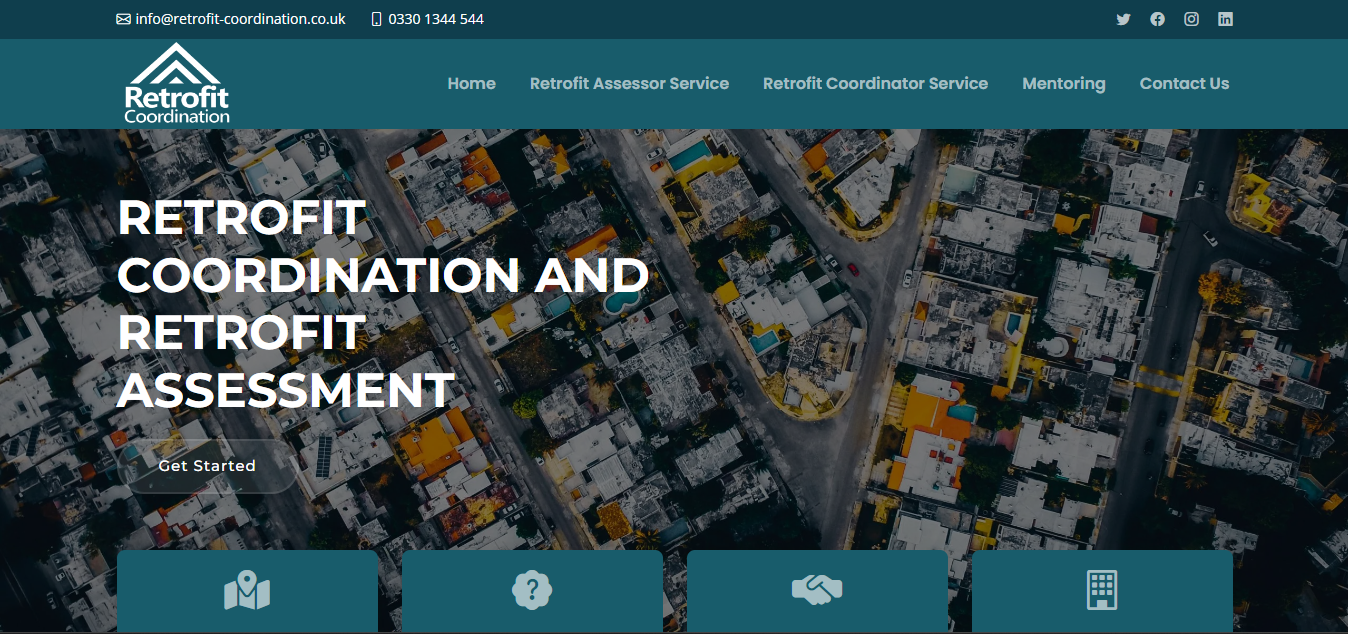 info@retrofit-coordination.co.uk 0330 1344 544
Retrofit
Coordination
Home Retrofit Assessor Service Retrofit Coordinator Service Mentoring Contact Us
RETROFIT
COORDINATION AND
RETROFIT
ASSESSMENT
Get Started